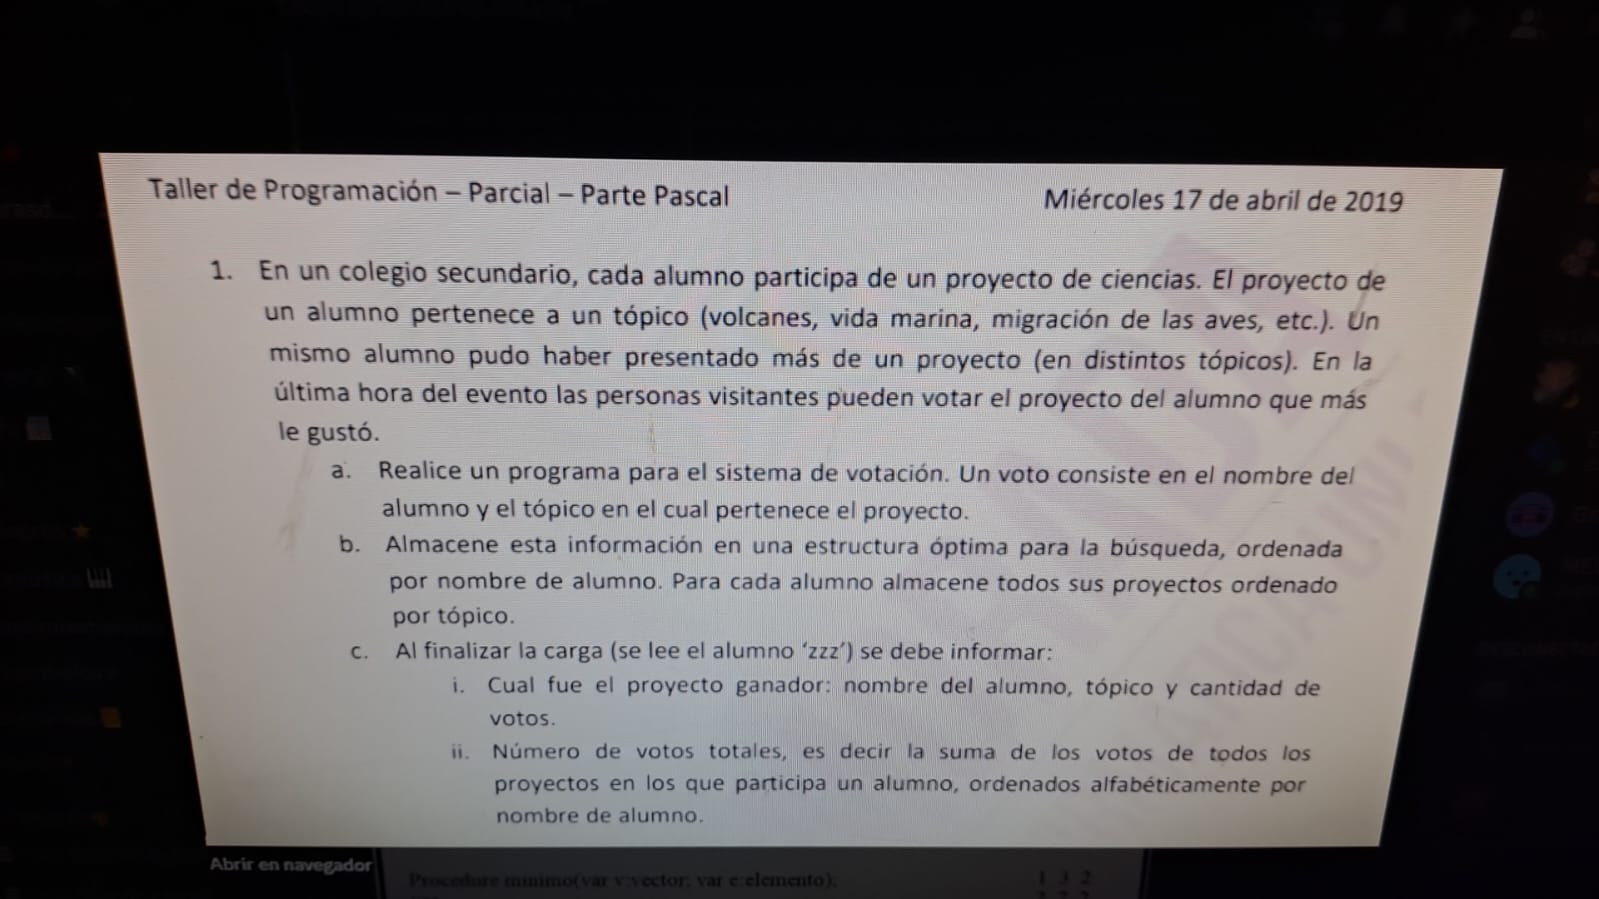 Taller de Programación – Parcial – Parte Pascal
Miércoles 17 de abril de 2019
1. En un colegio secundario, cada alumno participa de un proyecto de ciencias. El proyecto de
un alumno pertenece a un tópico (volcanes, vida marina, migración de las aves, etc.). Un
mismo alumno pudo haber presentado más de un proyecto (en distintos tópicos). En la
última hora del evento las personas visitantes pueden votar el proyecto del alumno que más
le gustó.
a. Realice un programa para el sistema de votación. Un voto consiste en el nombre del
alumno y el tópico en el cual pertenece el proyecto.
b. Almacene esta información en una estructura óptima para la búsqueda, ordenada
por nombre de alumno. Para cada alumno almacene todos sus proyectos ordenado
por tópico.
c. Al finalizar la carga (se lee el alumno ‘zzz’) se debe informar:
i. Cual fue el proyecto ganador: nombre del alumno, tópico y cantidad de
votos.
ii. Número de votos totales, es decir la suma de los votos de todos los
proyectos en los que participa un alumno, ordenados alfabéticamente por
nombre de alumno.
Abrir en navegador
Procedure minimo(var v:vector; var e:elemento);
1 3 2